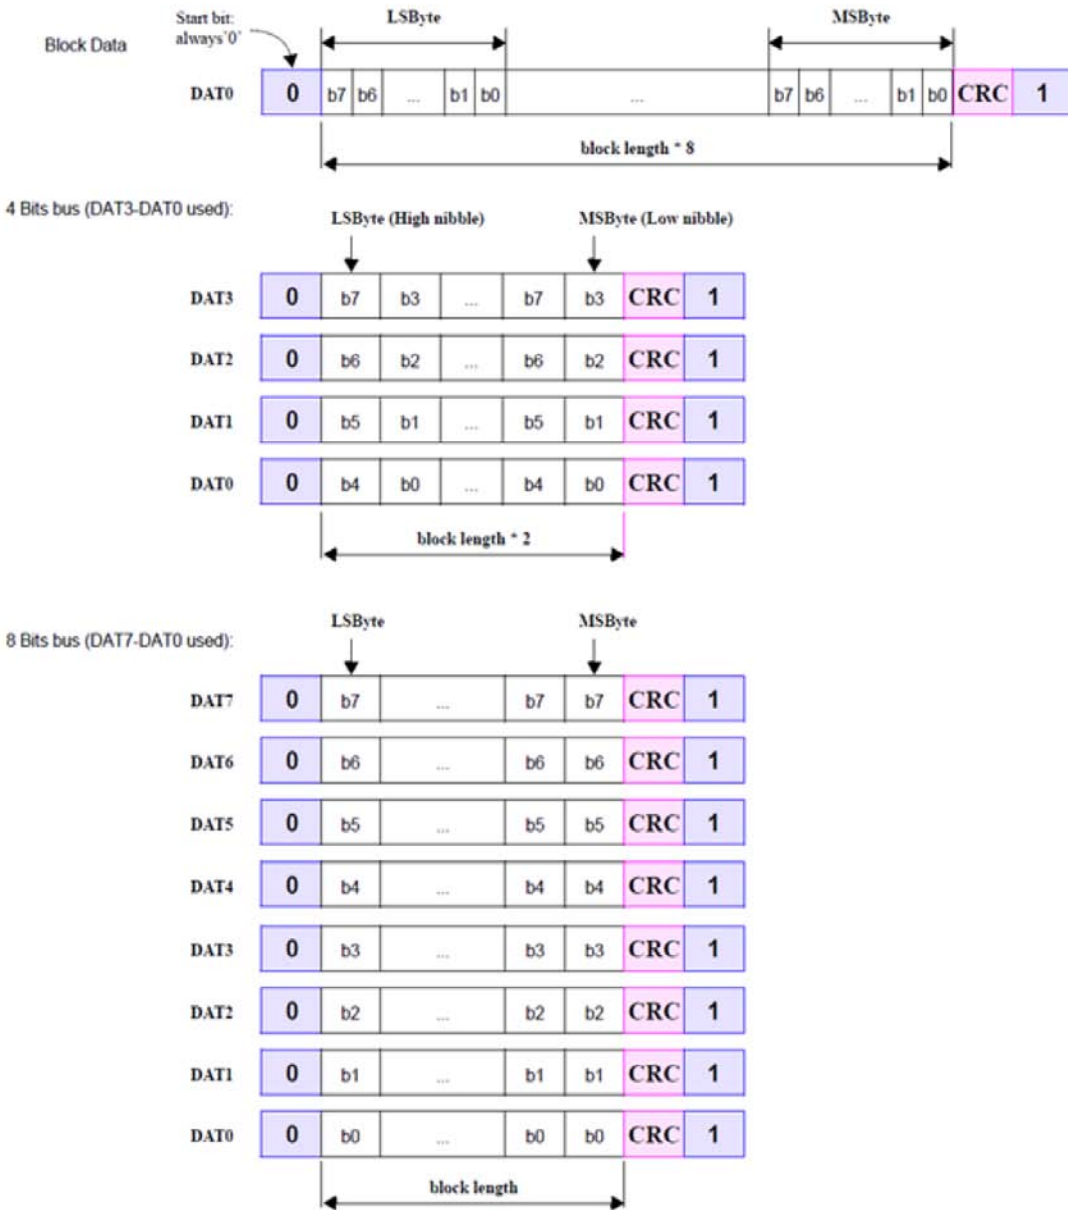 Start bit: LSByte MSByte
always'0'
Block Data
DAT0 0 b7 b6 ... b1 b0 ... b7 b6 ... b1 b0 CRC 1
block length * 8
4 Bits bus (DAT3-DAT0 used):
LSByte (High nibble) MSByte (Low nibble)
DAT3 0 b7 b3 ... b7 b3 CRC 1
DAT2 0 b6 b2 ... b6 b2 CRC 1
DAT1 0 b5 b1 ... b5 b1 CRC 1
DAT0 0 b4 b0 ... b4 b0 CRC 1
block length * 2
LSByte MSByte
8 Bits bus (DAT7-DAT0 used):
DAT7 0 b7 ... b7 b7 CRC 1
DAT6 0 b6 ... b6 b6 CRC 1
DAT5 0 b5 ... b5 b5 CRC 1
DAT4 0 b4 ... b4 b4 CRC 1
DAT3 0 b3 ... b3 b3 CRC 1
DAT2 0 b2 ... b2 b2 CRC 1
DAT1 0 b1 ... b1 b1 CRC 1
DAT0 0 b0 ... b0 b0 CRC 1
block length